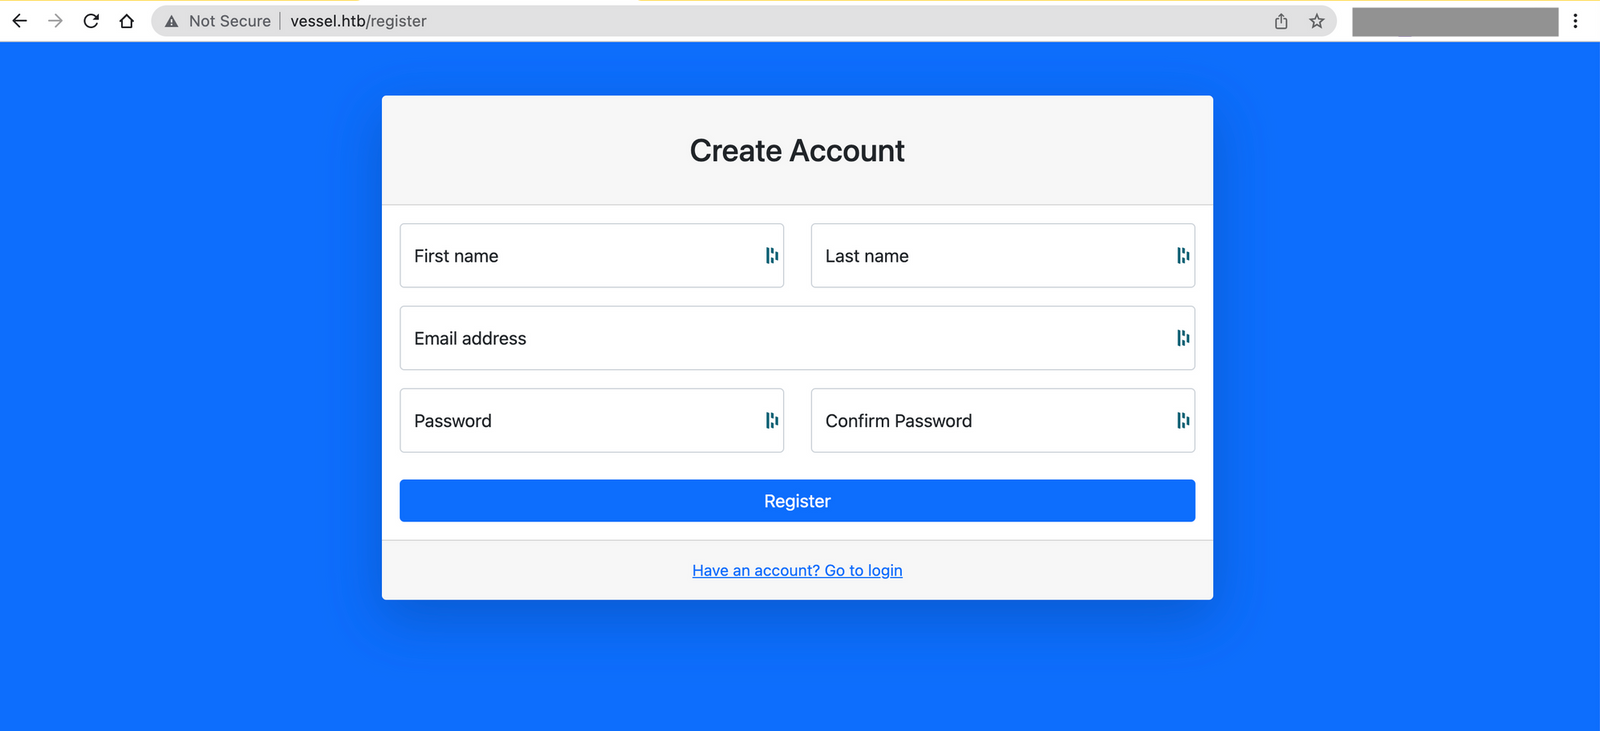 Not Secure | vessel.htb/register
Create Account
First name
Last name
Email address
Password
Confirm Password
Register
Have an account? Go to login